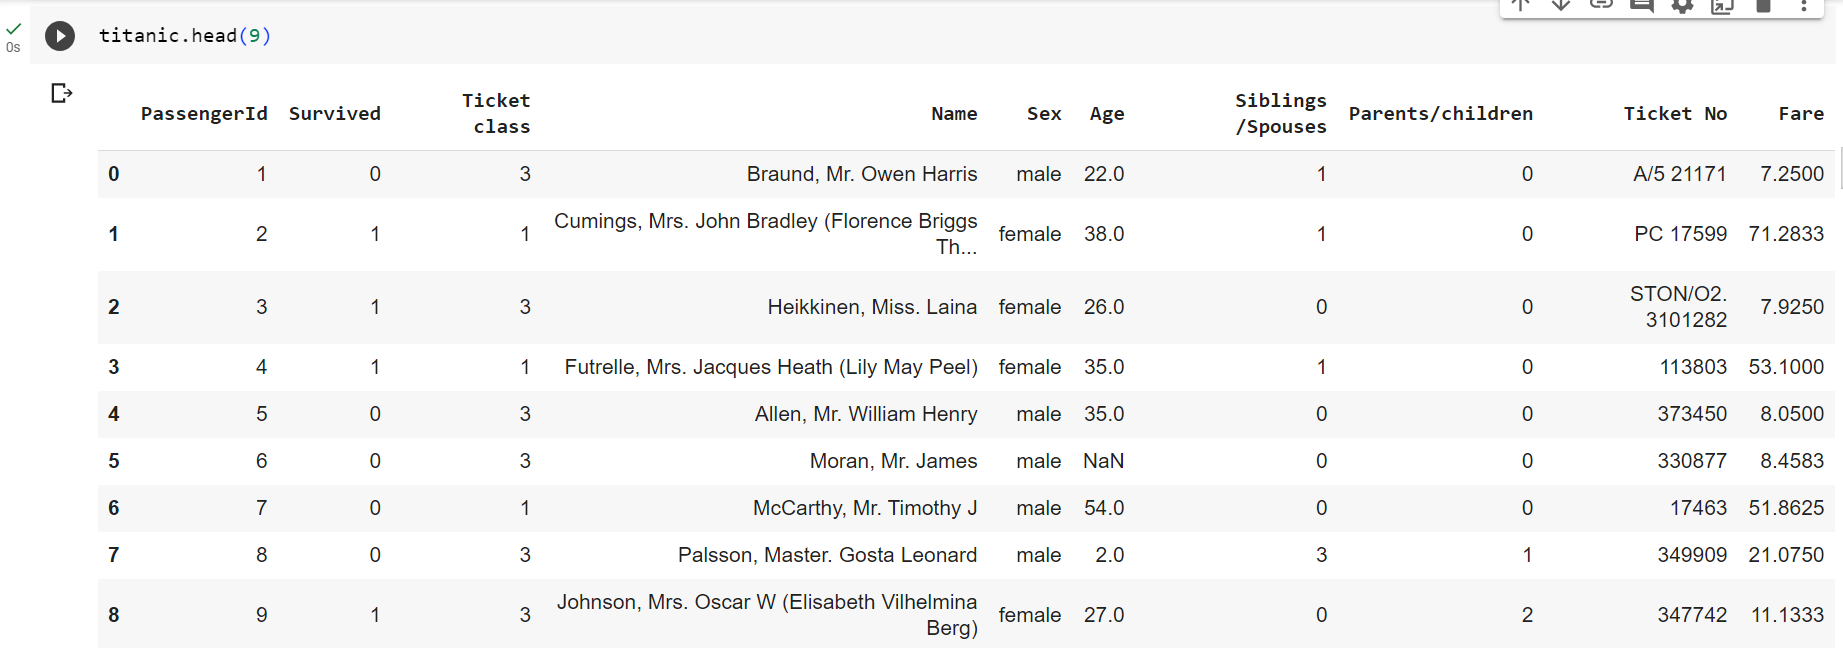 titanic.head(9)
0s
PassengerId Survived Ticket class Name Sex Age Siblings /Spouses Parents/children Ticket No Fare
0 1 0 3 Braund, Mr. Owen Harris male 22.0 1 0 A/5 21171 7.2500
1 2 1 1 Cumings, Mrs. John Bradley (Florence Briggs Th... female 38.0 1 0 PC 17599 71.2833
2 3 1 3 Heikkinen, Miss. Laina female 26.0 0 0 STON/O2. 3101282 7.9250
3 4 1 1 Futrelle, Mrs. Jacques Heath (Lily May Peel) female 35.0 1 0 113803 53.1000
4 5 0 3 Allen, Mr. William Henry male 35.0 0 0 373450 8.0500
5 6 0 3 Moran, Mr. James male NaN 0 0 330877 8.4583
6 7 0 1 McCarthy, Mr. Timothy J male 54.0 0 0 17463 51.8625
7 8 0 3 Palsson, Master. Gosta Leonard male 2.0 3 1 349909 21.0750
8 9 1 3 Johnson, Mrs. Oscar W (Elisabeth Vilhelmina Berg) female 27.0 0 2 347742 11.1333